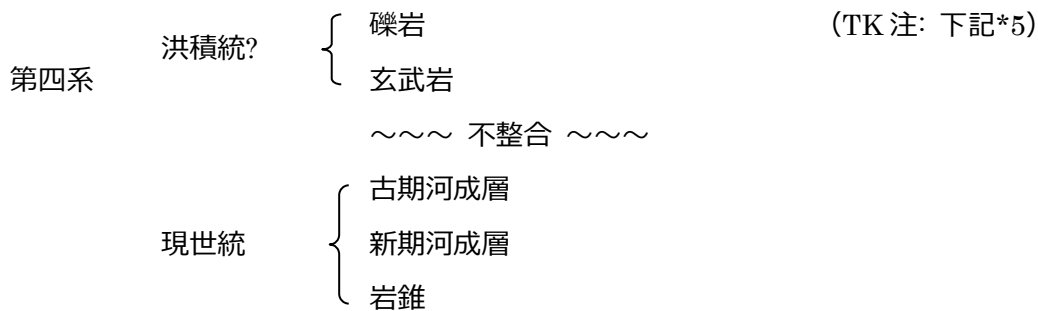 礫岩 (TK 注: 下記*5)
洪積統?
第四系
玄武岩
~~~ 不整合 ~~~
古期河成層
現世統 新期河成層
岩錐